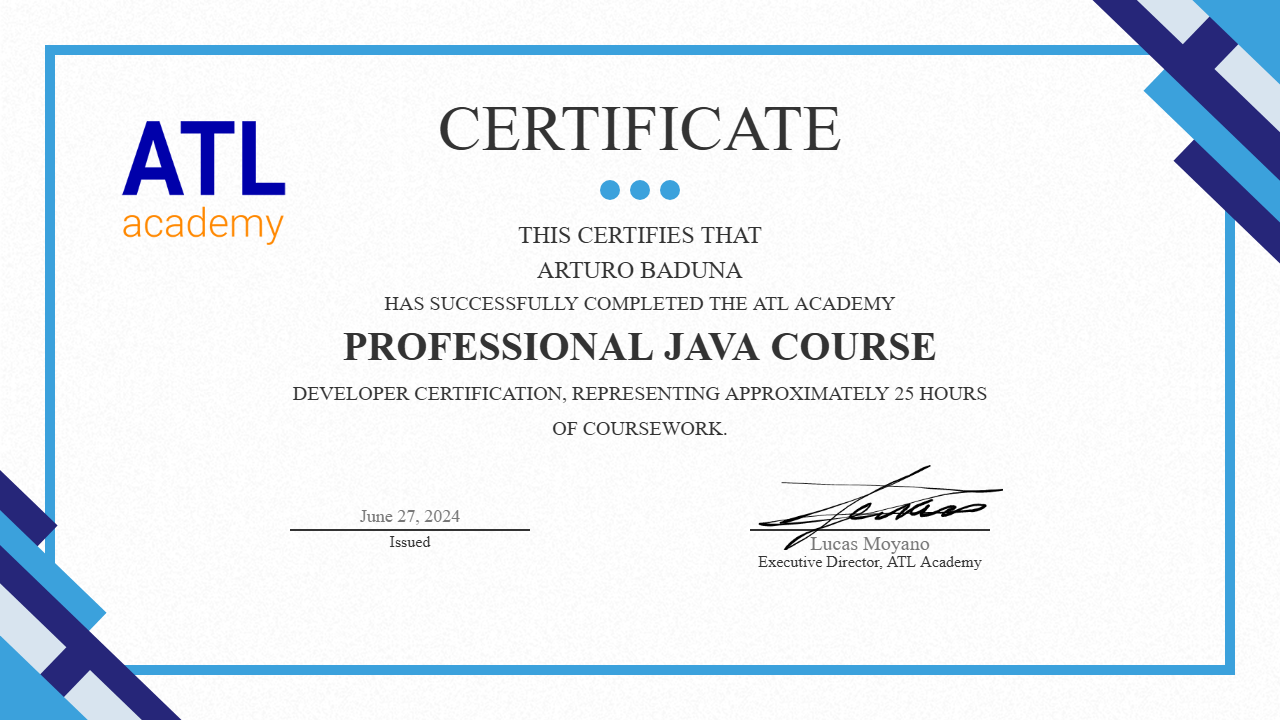 ATL
academy
CERTIFICATE
THIS CERTIFIES THAT
ARTURO BADUNA
HAS SUCCESSFULLY COMPLETED THE ATL ACADEMY
PROFESSIONAL JAVA COURSE
DEVELOPER CERTIFICATION, REPRESENTING APPROXIMATELY 25 HOURS
OF COURSEWORK.
June 27, 2024
Issued
Lucas Moyano
Executive Director, ATL Academy